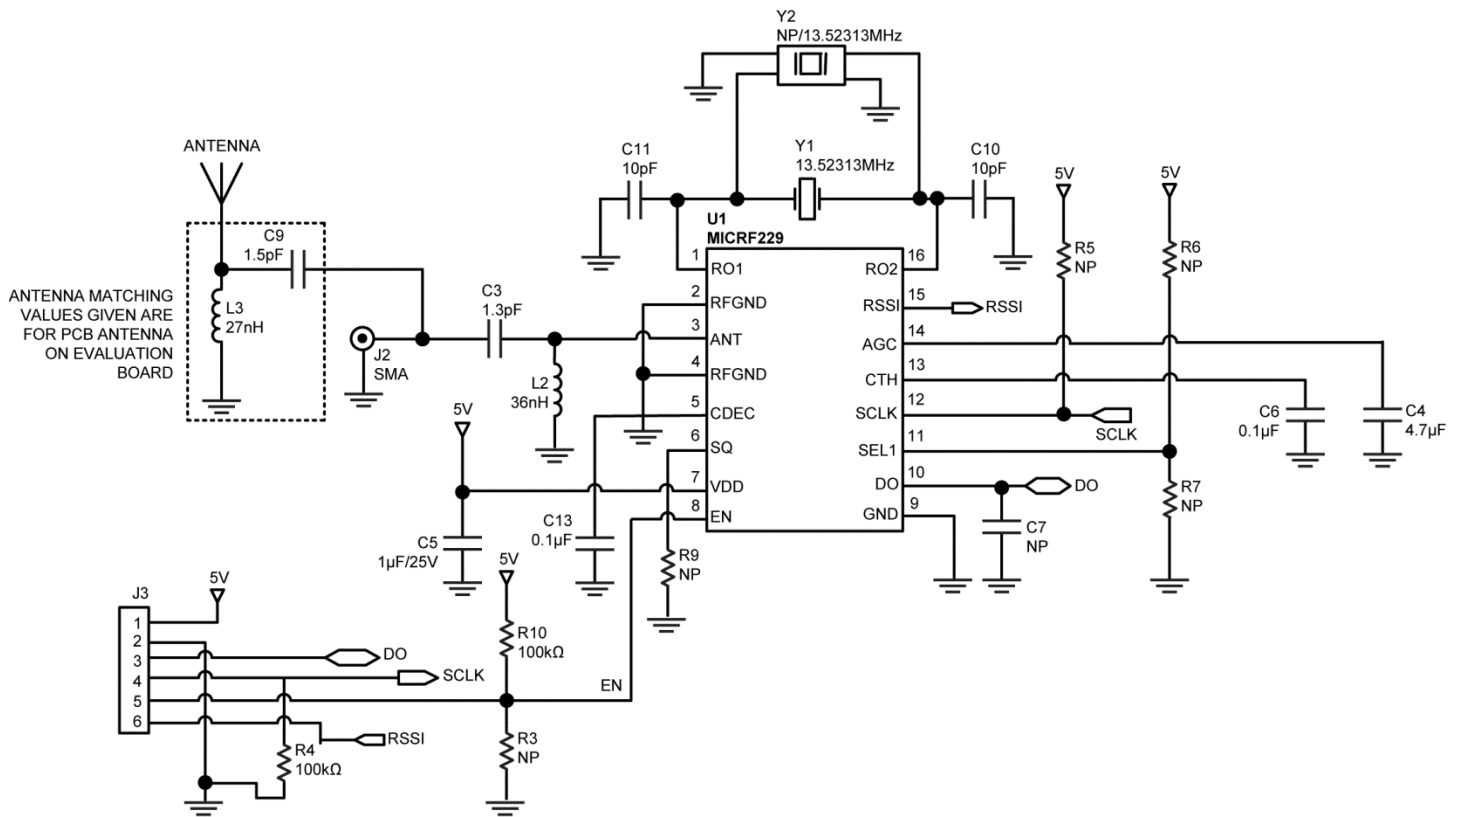 Y2
NP/13.52313MHz
ANTENNA
C11
10pF
Y1
13.52313MHz
C10
10pF
5V
5V
U1
MICRF229
C9
1.5pF
R5
NP
R6
NP
1
RO1
16
RO2
2
RFGND
15
RSSI
RSSI
ANTENNA MATCHING
VALUES GIVEN ARE
FOR PCB ANTENNA
ON EVALUATION
BOARD
L3
27nH
C3
1.3pF
3
ANT
14
AGC
J2
SMA
L2
36nH
4
RFGND
13
CTH
5
CDEC
12
SCLK
SCLK
C6
0.1µF
C4
4.7µF
5V
6
SQ
11
SEL1
7
VDD
10
DO
DO
R7
NP
8
EN
9
GND
C5
1µF/25V
C13
0.1µF
R9
NP
C7
NP
5V
5V
J3
1
2
3
4
5
6
DO
SCLK
RSSI
R10
100kΩ
EN
R4
100kΩ
R3
NP